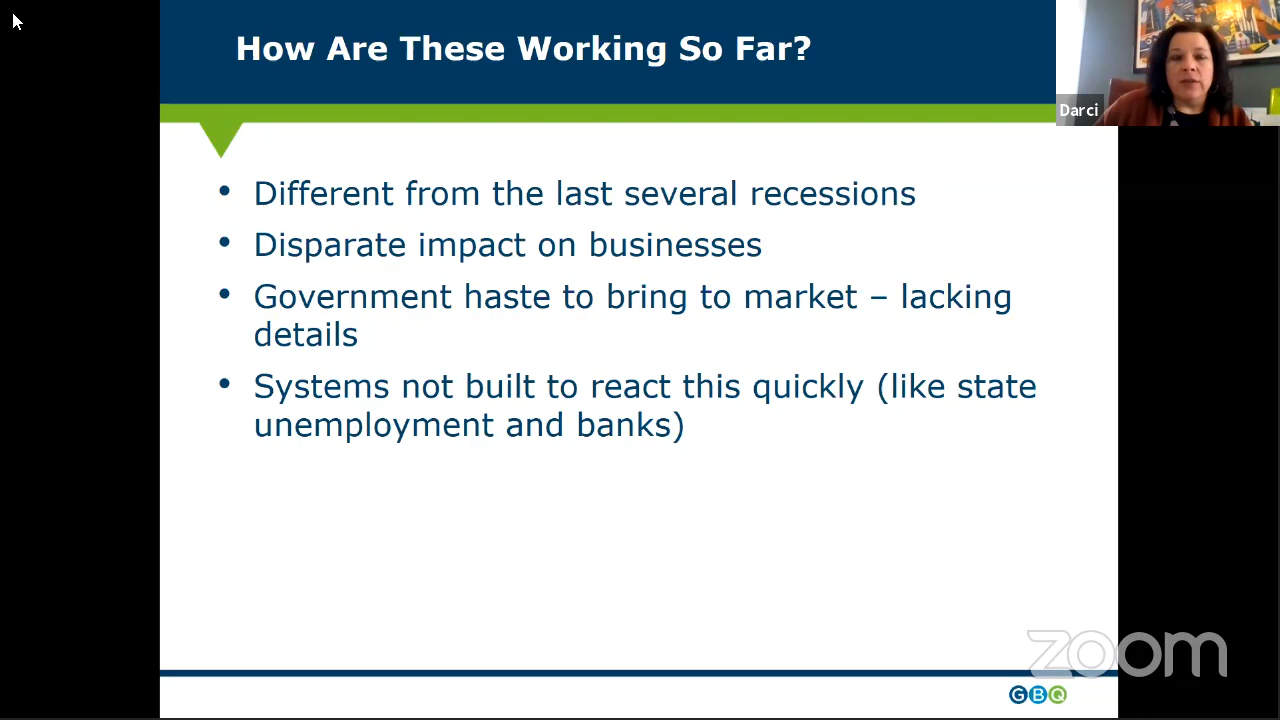 How Are These Working So Far?
Darci
• Different from the last several recessions
• Disparate impact on businesses
• Government haste to bring to market – lacking
details
• Systems not built to react this quickly (like state
unemployment and banks)
zoom
GBQ